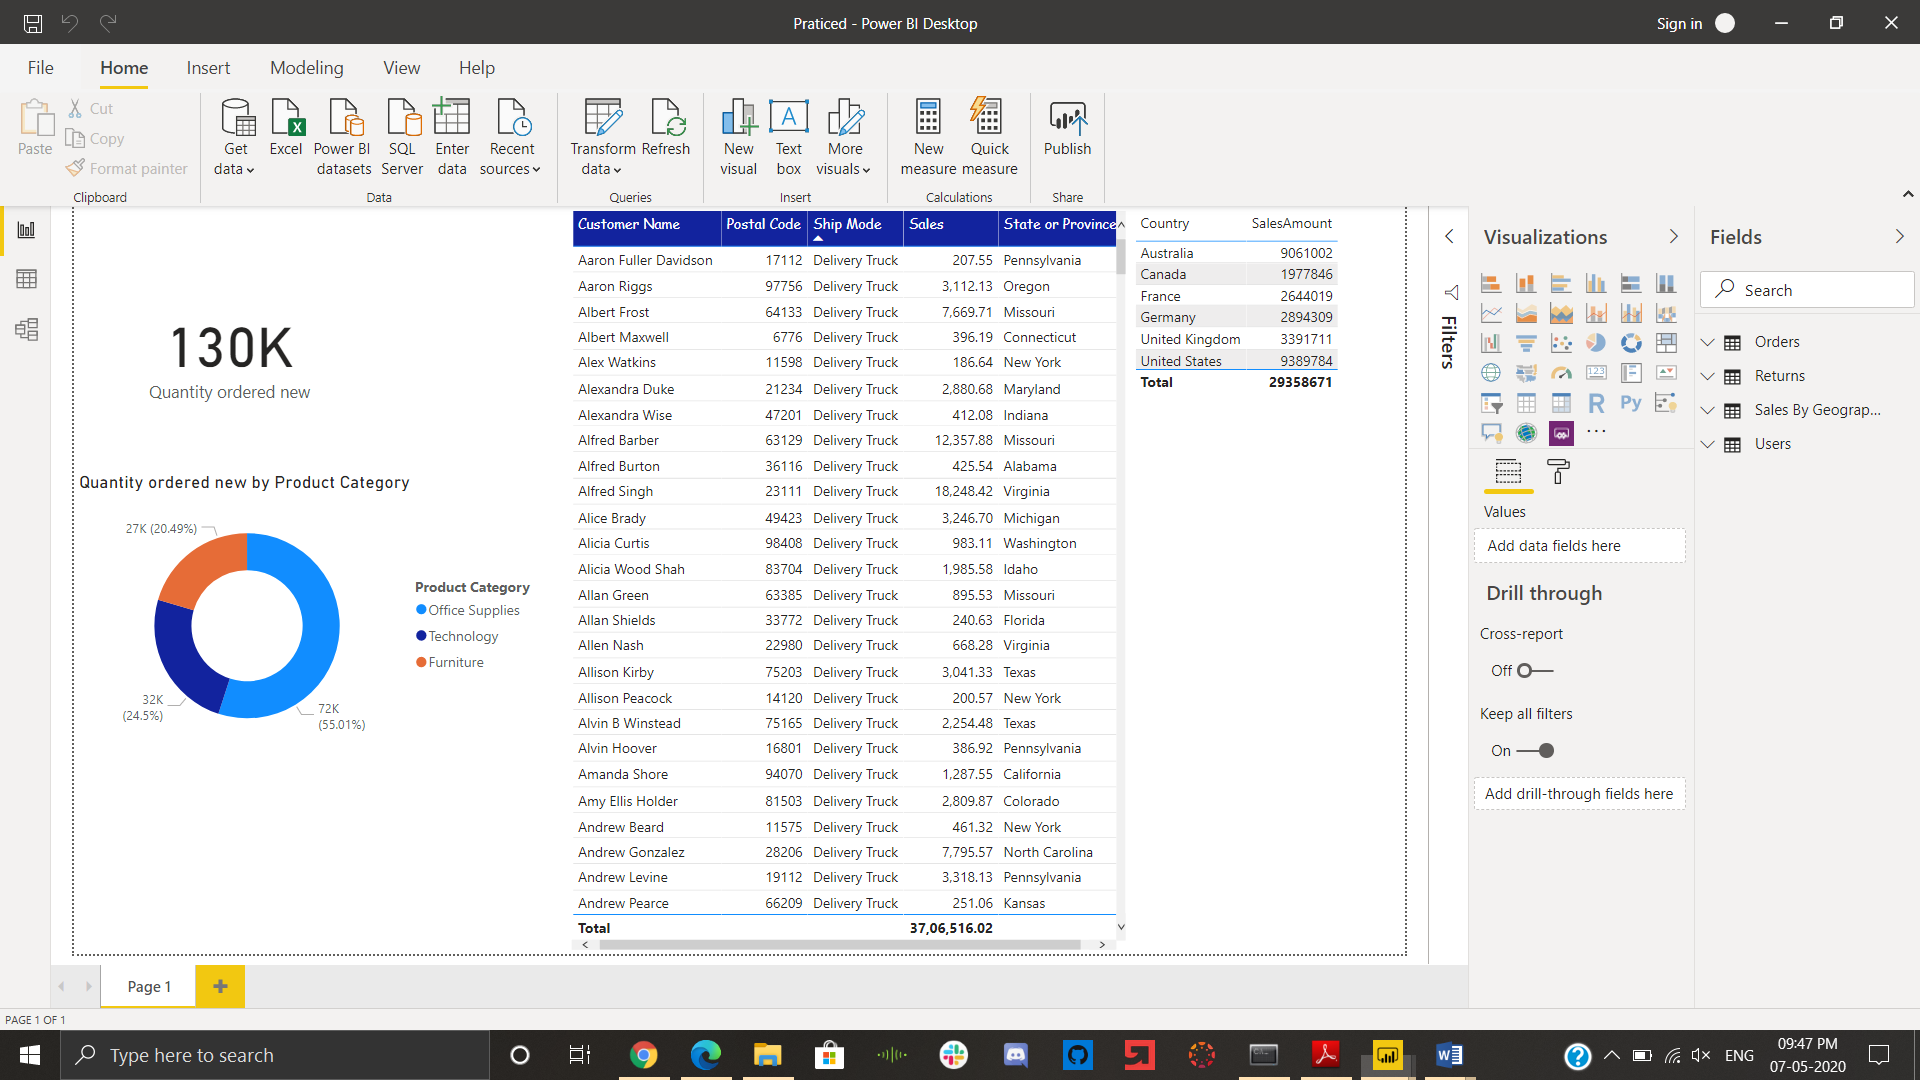 Praticed - Power BI Desktop
Sign in
File Home Insert Modeling View Help
Paste
Cut
Copy
Format painter
Clipboard
Get data
Excel
Power BI datasets
SQL Server
Enter data
Recent sources
Data
Transform data
Refresh
Queries
New visual
Text box
More visuals
Insert
New measure
Quick measure
Calculations
Publish
Share
130K
Quantity ordered new
Quantity ordered new by Product Category
27K (20.49%)
32K
(24.5%)
72K
(55.01%)
Product Category
Office Supplies
Technology
Furniture
Customer Name Postal Code Ship Mode Sales State or Province
Aaron Fuller Davidson 17112 Delivery Truck 207.55 Pennsylvania
Aaron Riggs 97756 Delivery Truck 3,112.13 Oregon
Albert Frost 64133 Delivery Truck 7,669.71 Missouri
Albert Maxwell 6776 Delivery Truck 396.19 Connecticut
Alex Watkins 11598 Delivery Truck 186.64 New York
Alexandra Duke 21234 Delivery Truck 2,880.68 Maryland
Alexandra Wise 47201 Delivery Truck 412.08 Indiana
Alfred Barber 63129 Delivery Truck 12,357.88 Missouri
Alfred Burton 36116 Delivery Truck 425.54 Alabama
Alfred Singh 23111 Delivery Truck 18,248.42 Virginia
Alice Brady 49423 Delivery Truck 3,246.70 Michigan
Alicia Curtis 98408 Delivery Truck 983.11 Washington
Alicia Wood Shah 83704 Delivery Truck 1,985.58 Idaho
Allan Green 63385 Delivery Truck 895.53 Missouri
Allan Shields 33772 Delivery Truck 240.63 Florida
Allen Nash 22980 Delivery Truck 668.28 Virginia
Allison Kirby 75203 Delivery Truck 3,041.33 Texas
Allison Peacock 14120 Delivery Truck 200.57 New York
Alvin B Winstead 75165 Delivery Truck 2,254.48 Texas
Alvin Hoover 16801 Delivery Truck 386.92 Pennsylvania
Amanda Shore 94070 Delivery Truck 1,287.55 California
Amy Ellis Holder 81503 Delivery Truck 2,809.87 Colorado
Andrew Beard 11575 Delivery Truck 461.32 New York
Andrew Gonzalez 28206 Delivery Truck 7,795.57 North Carolina
Andrew Levine 19112 Delivery Truck 3,318.13 Pennsylvania
Andrew Pearce 66209 Delivery Truck 251.06 Kansas
Total 37,06,516.02
Country SalesAmount
Australia 9061002
Canada 1977846
France 2644019
Germany 2894309
United Kingdom 3391711
United States 9389784
Total 29358671
Filters
Visualizations
123
R Py
Values
Add data fields here
Drill through
Cross-report
Off
Keep all filters
On
Add drill-through fields here
Fields
Search
Orders
Returns
Sales By Geograp...
Users
Page 1
PAGE 1 OF 1
Type here to search
ENG
09:47 PM
07-05-2020